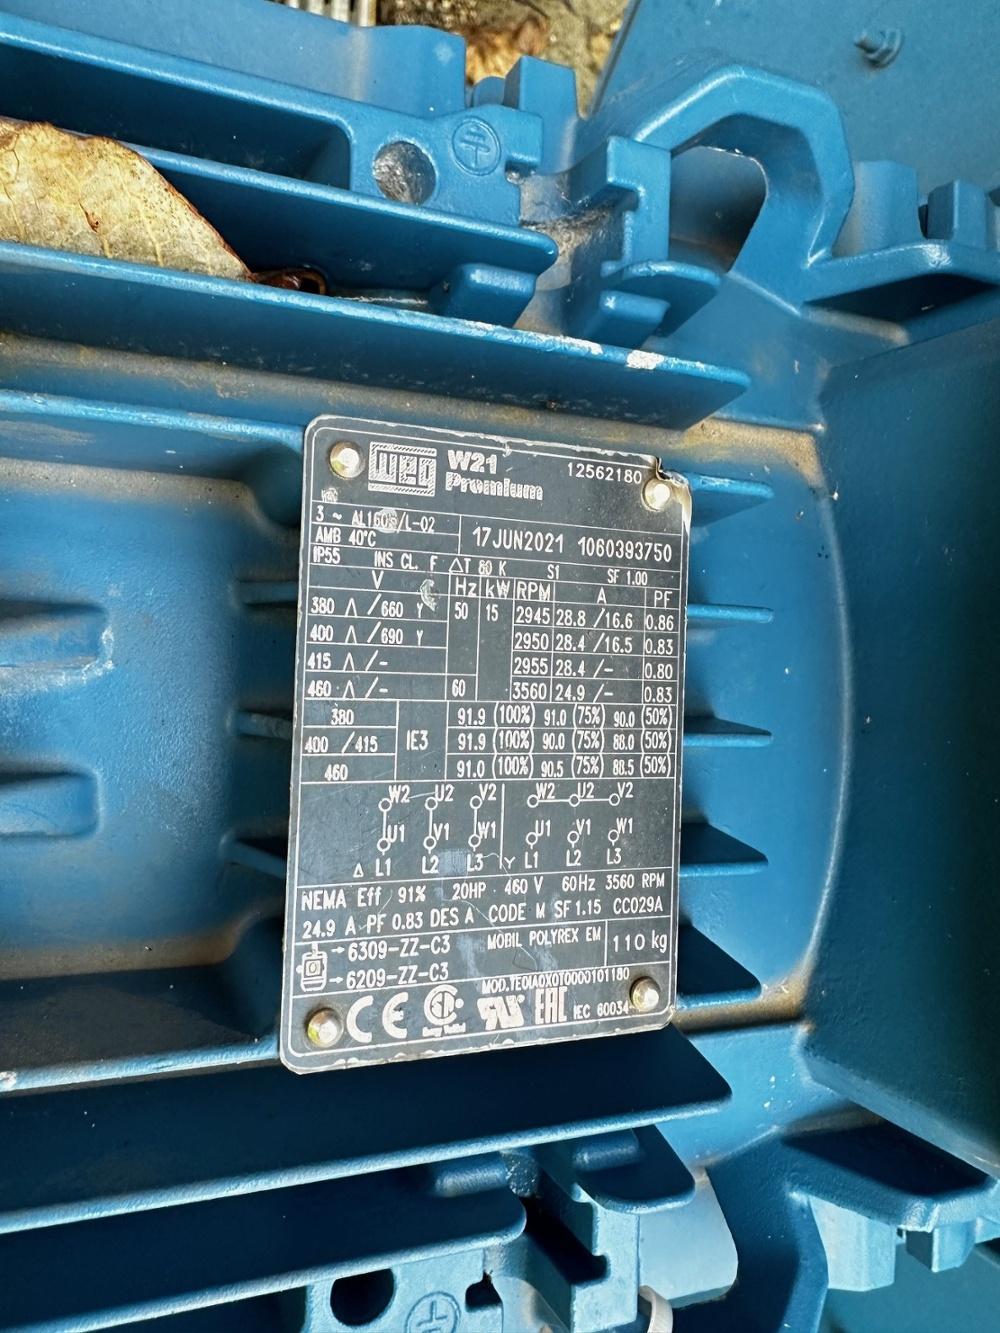 WEG W21 12562180
Premium
3 ~ AL160 /L-02 17JUN2021 1060393750
AMB 40°C
IP55 INS CL. F ΔT 80 K S1 SF 1.00
V Hz kW RPM A PF
380 Δ /660 Y 50 15 2945 28.8 /16.6 0.86
400 Δ /690 Y 2950 28.4 /16.5 0.83
415 Δ /- 2955 28.4 /- 0.80
460 Δ /- 60 3560 24.9 /- 0.83
380 91.9 (100%) 91.0 (75%) 90.0 (50%)
400 /415 IE3 91.9 (100%) 90.0 (75%) 88.0 (50%)
460 91.0 (100%) 90.5 (75%) 88.5 (50%)
W2 U2 V2 W2 U2 V2
U1 V1 W1 U1 V1 W1
Δ L1 L2 L3 Y L1 L2 L3
NEMA Eff 91% 20HP 460 V 60Hz 3560 RPM
24.9 A PF 0.83 DES A CODE M SF 1.15 CC029A
→6309-ZZ-C3 MOBIL POLYREX EM 110 kg
→6209-ZZ-C3
MOD.TE01A0X0T0000101180
CE EAC IEC 60034-